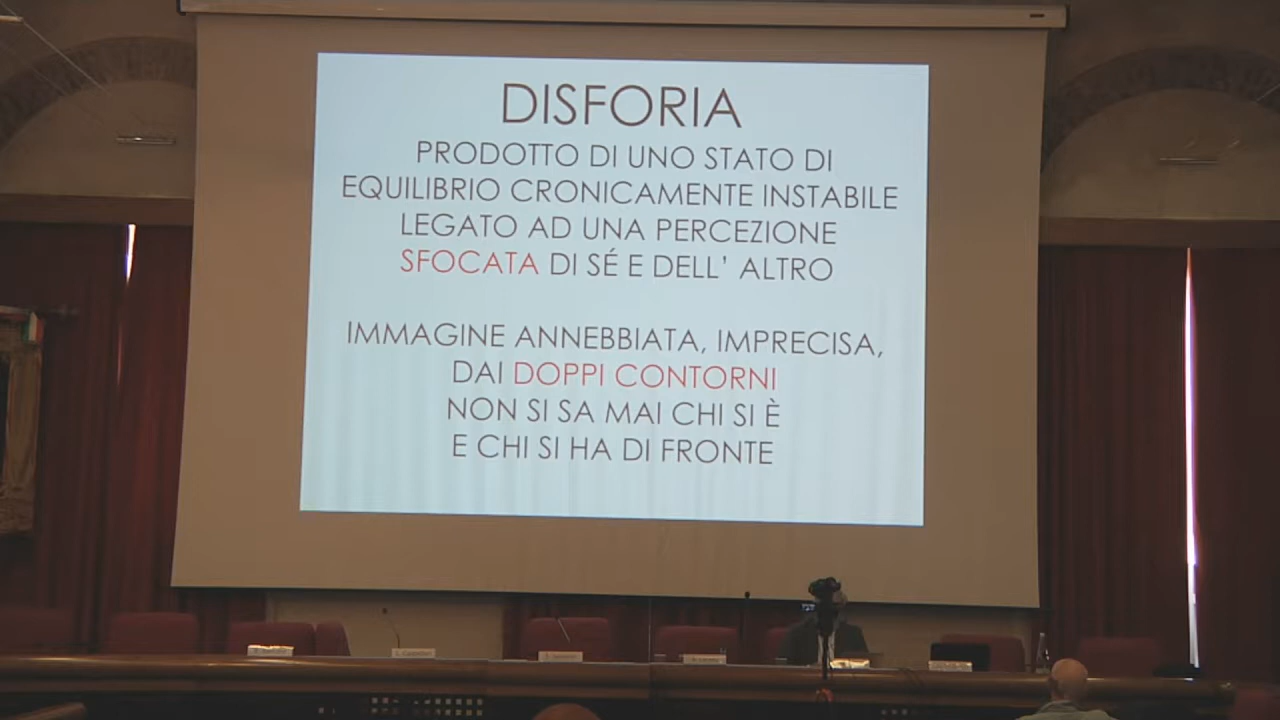 DISFORIA
PRODOTTO DI UNO STATO DI
EQUILIBRIO CRONICAMENTE INSTABILE
LEGATO AD UNA PERCEZIONE
SFOCATA DI SÉ E DELL' ALTRO
IMMAGINE ANNEBBIATA, IMPRECISA,
DAI DOPPI CONTORNI
NON SI SA MAI CHI SI È
E CHI SI HA DI FRONTE